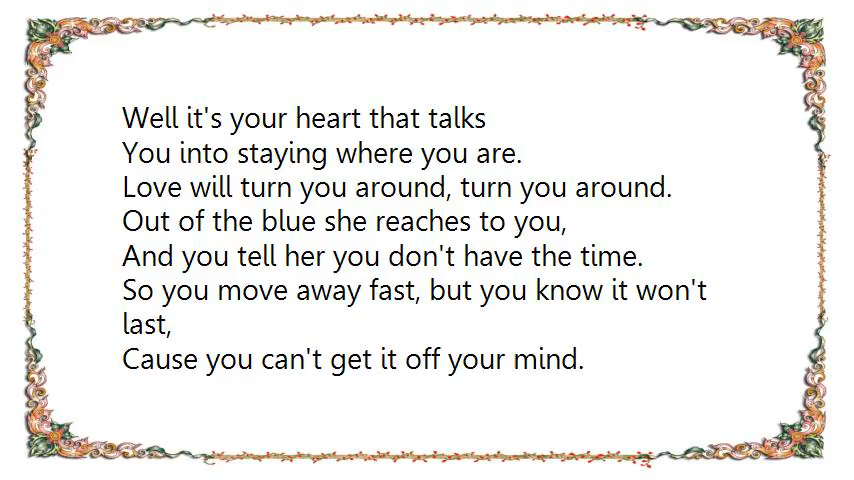 Well it's your heart that talks
You into staying where you are.
Love will turn you around, turn you around.
Out of the blue she reaches to you,
And you tell her you don't have the time.
So you move away fast, but you know it won't
last,
Cause you can't get it off your mind.